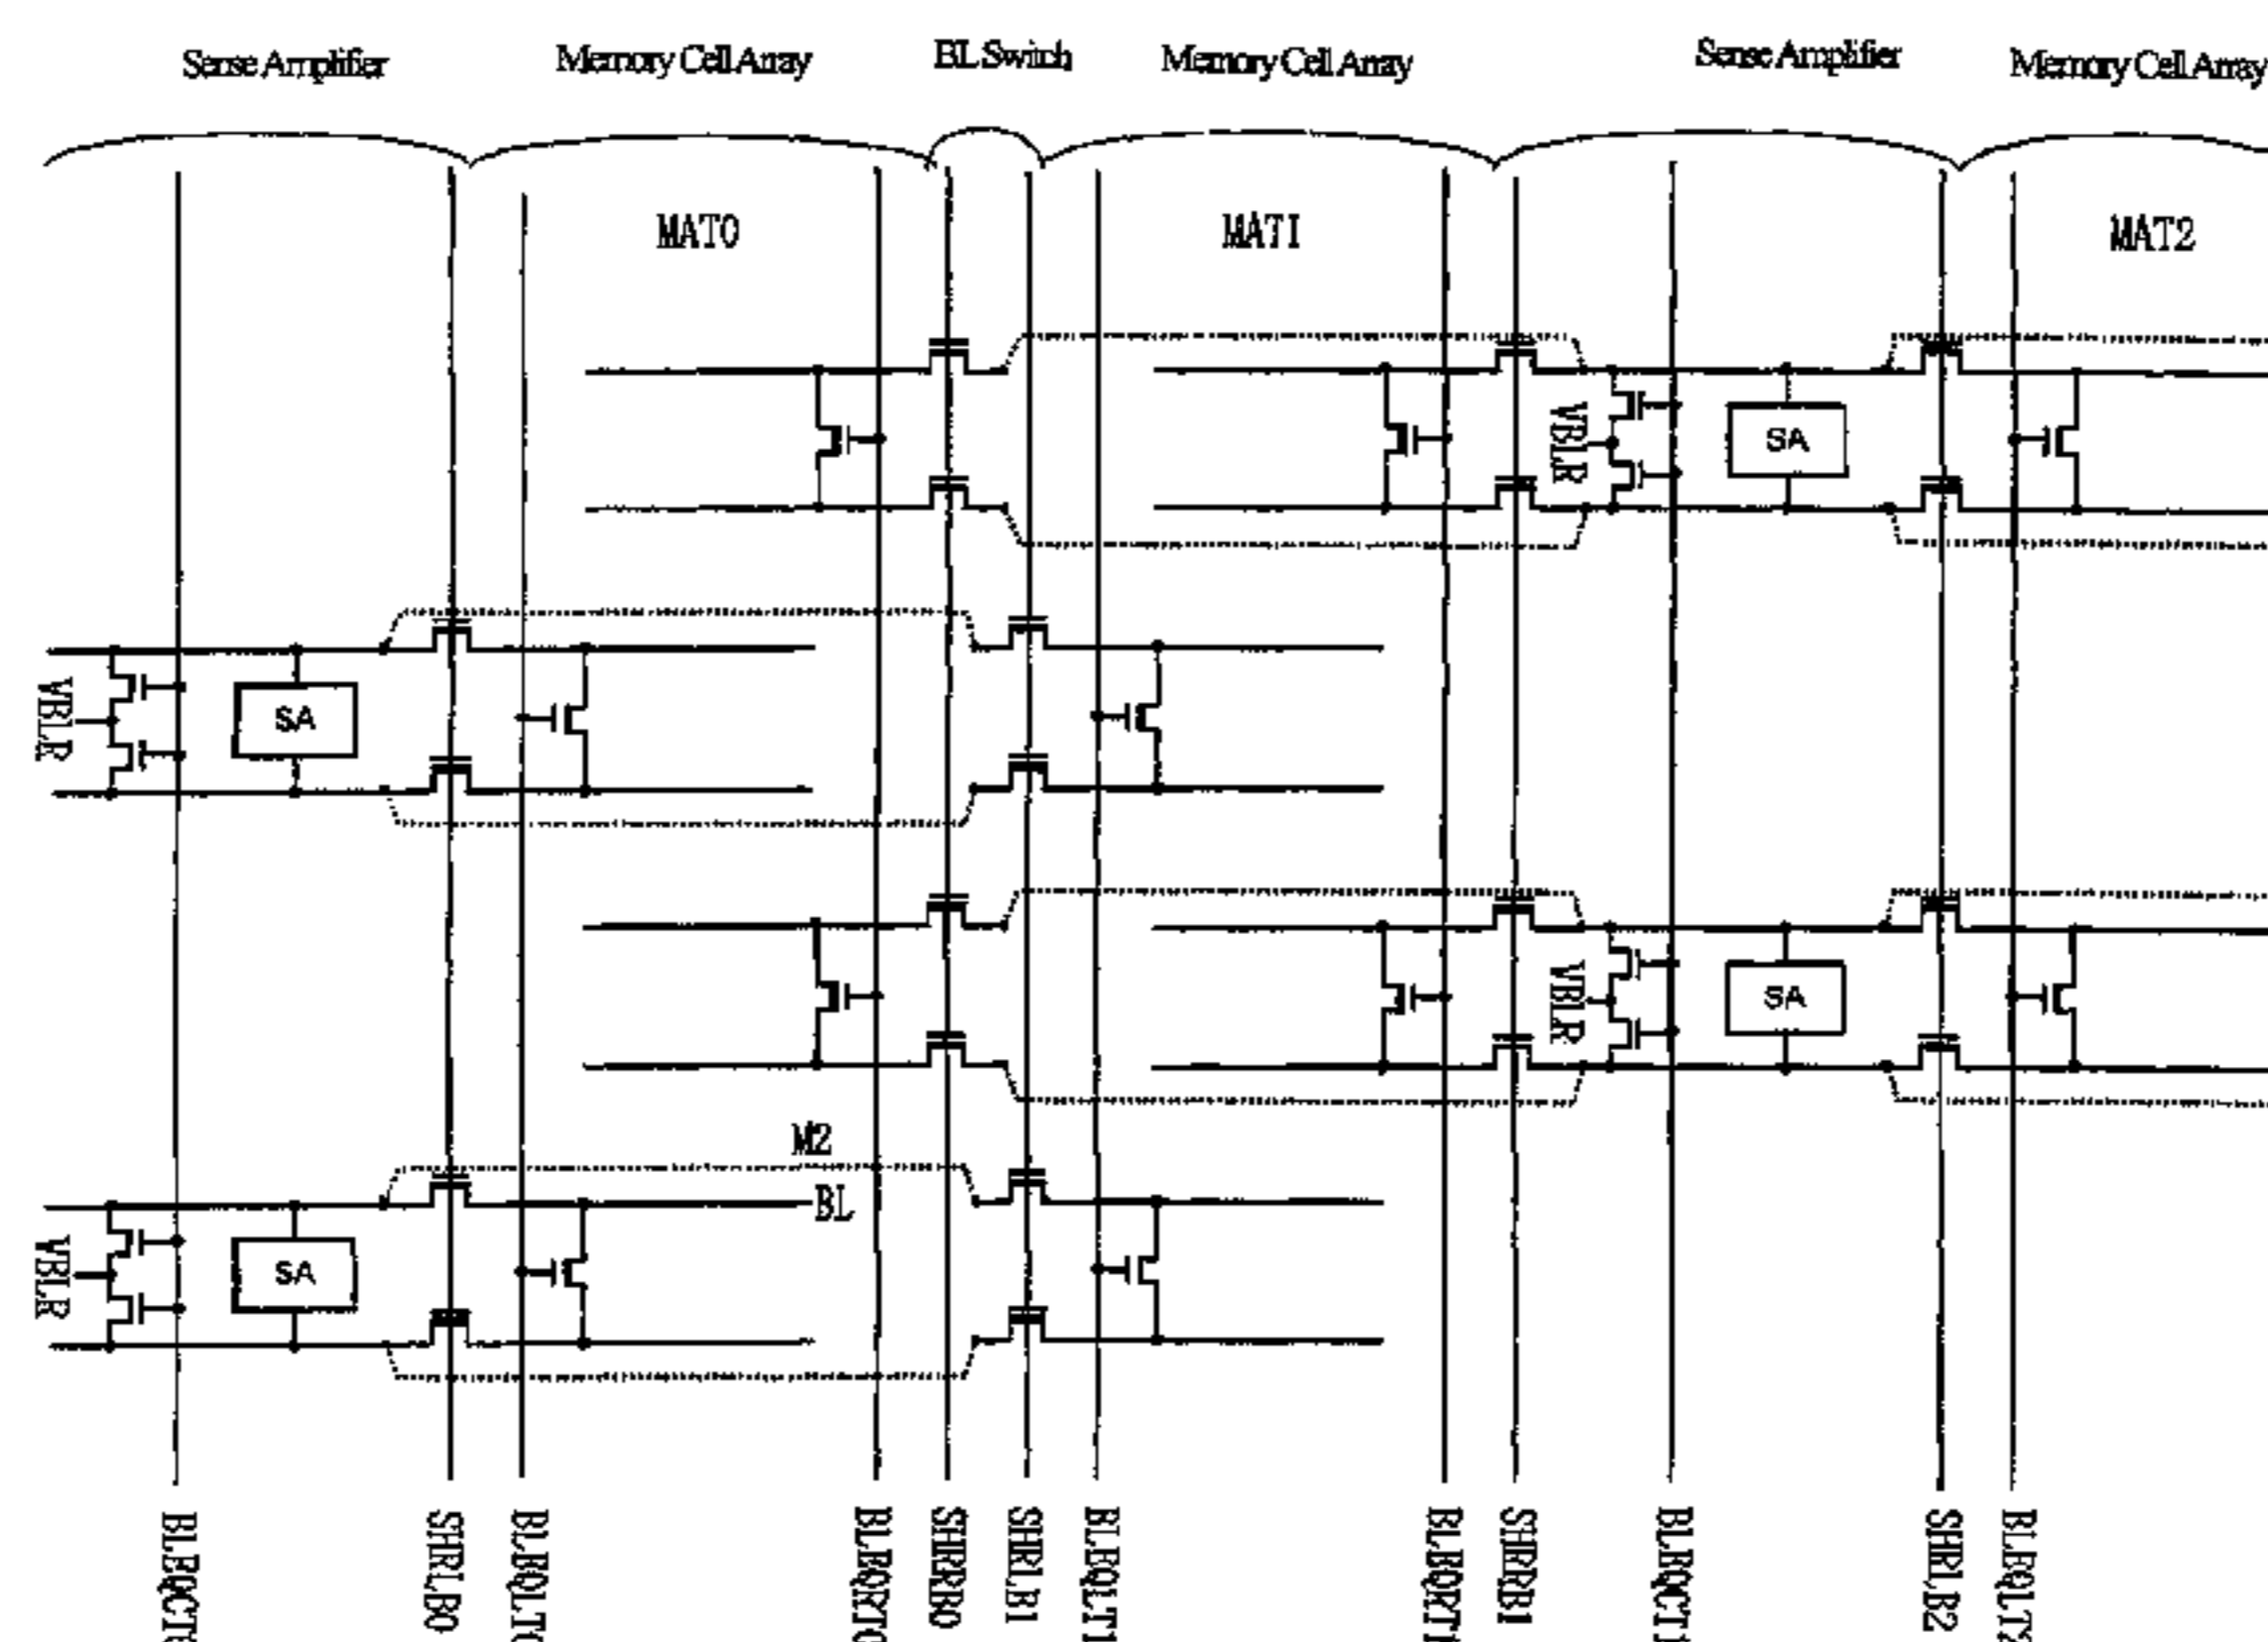 Sense Amplifier
Memory Cell Array
BL Switch
Memory Cell Array
Sense Amplifier
Memory Cell Array
MAT0
MAT1
MAT2
VBLR
SA
VBLR
SA
VBLR
SA
M2
BL
VBLR
SA
SHRLB0
SHRRB0
SHRLB1
BLEQLT1
SHRRB1
SHRLB2
BLEQLT2